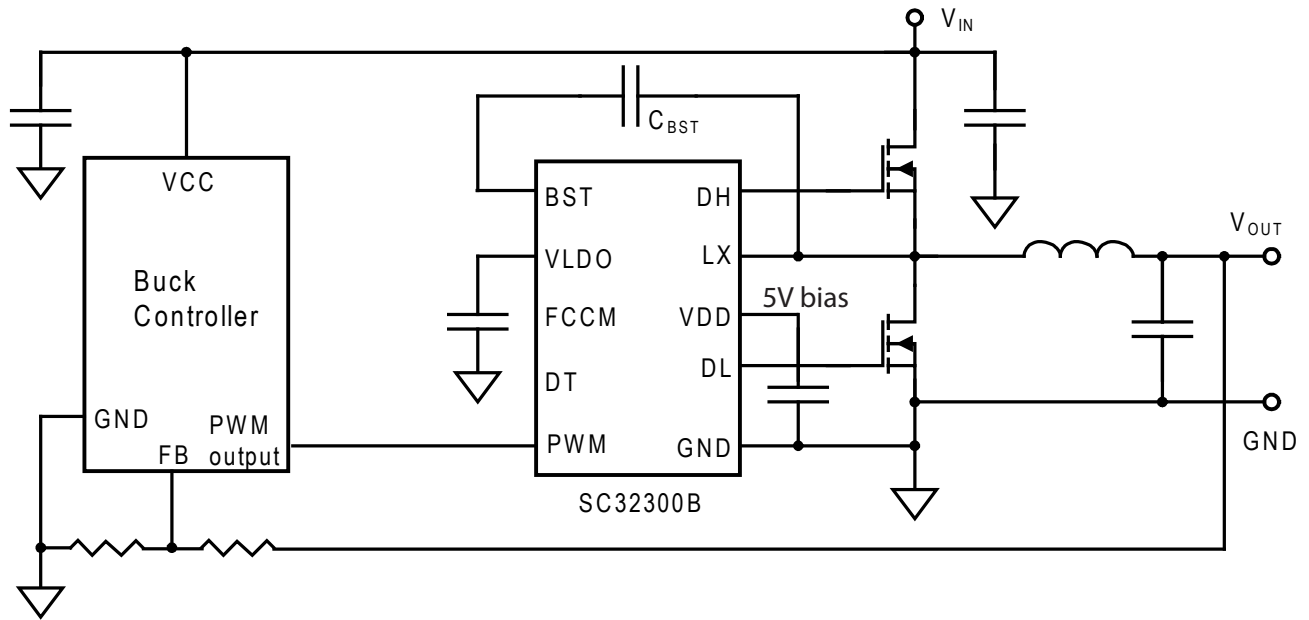 VIN
CBST
VCC
BST
DH
VLDO
LX
VOUT
Buck
Controller
5V bias
FCCM
VDD
DT
DL
GND
PWM
output
FB
PWM
GND
GND
SC32300B